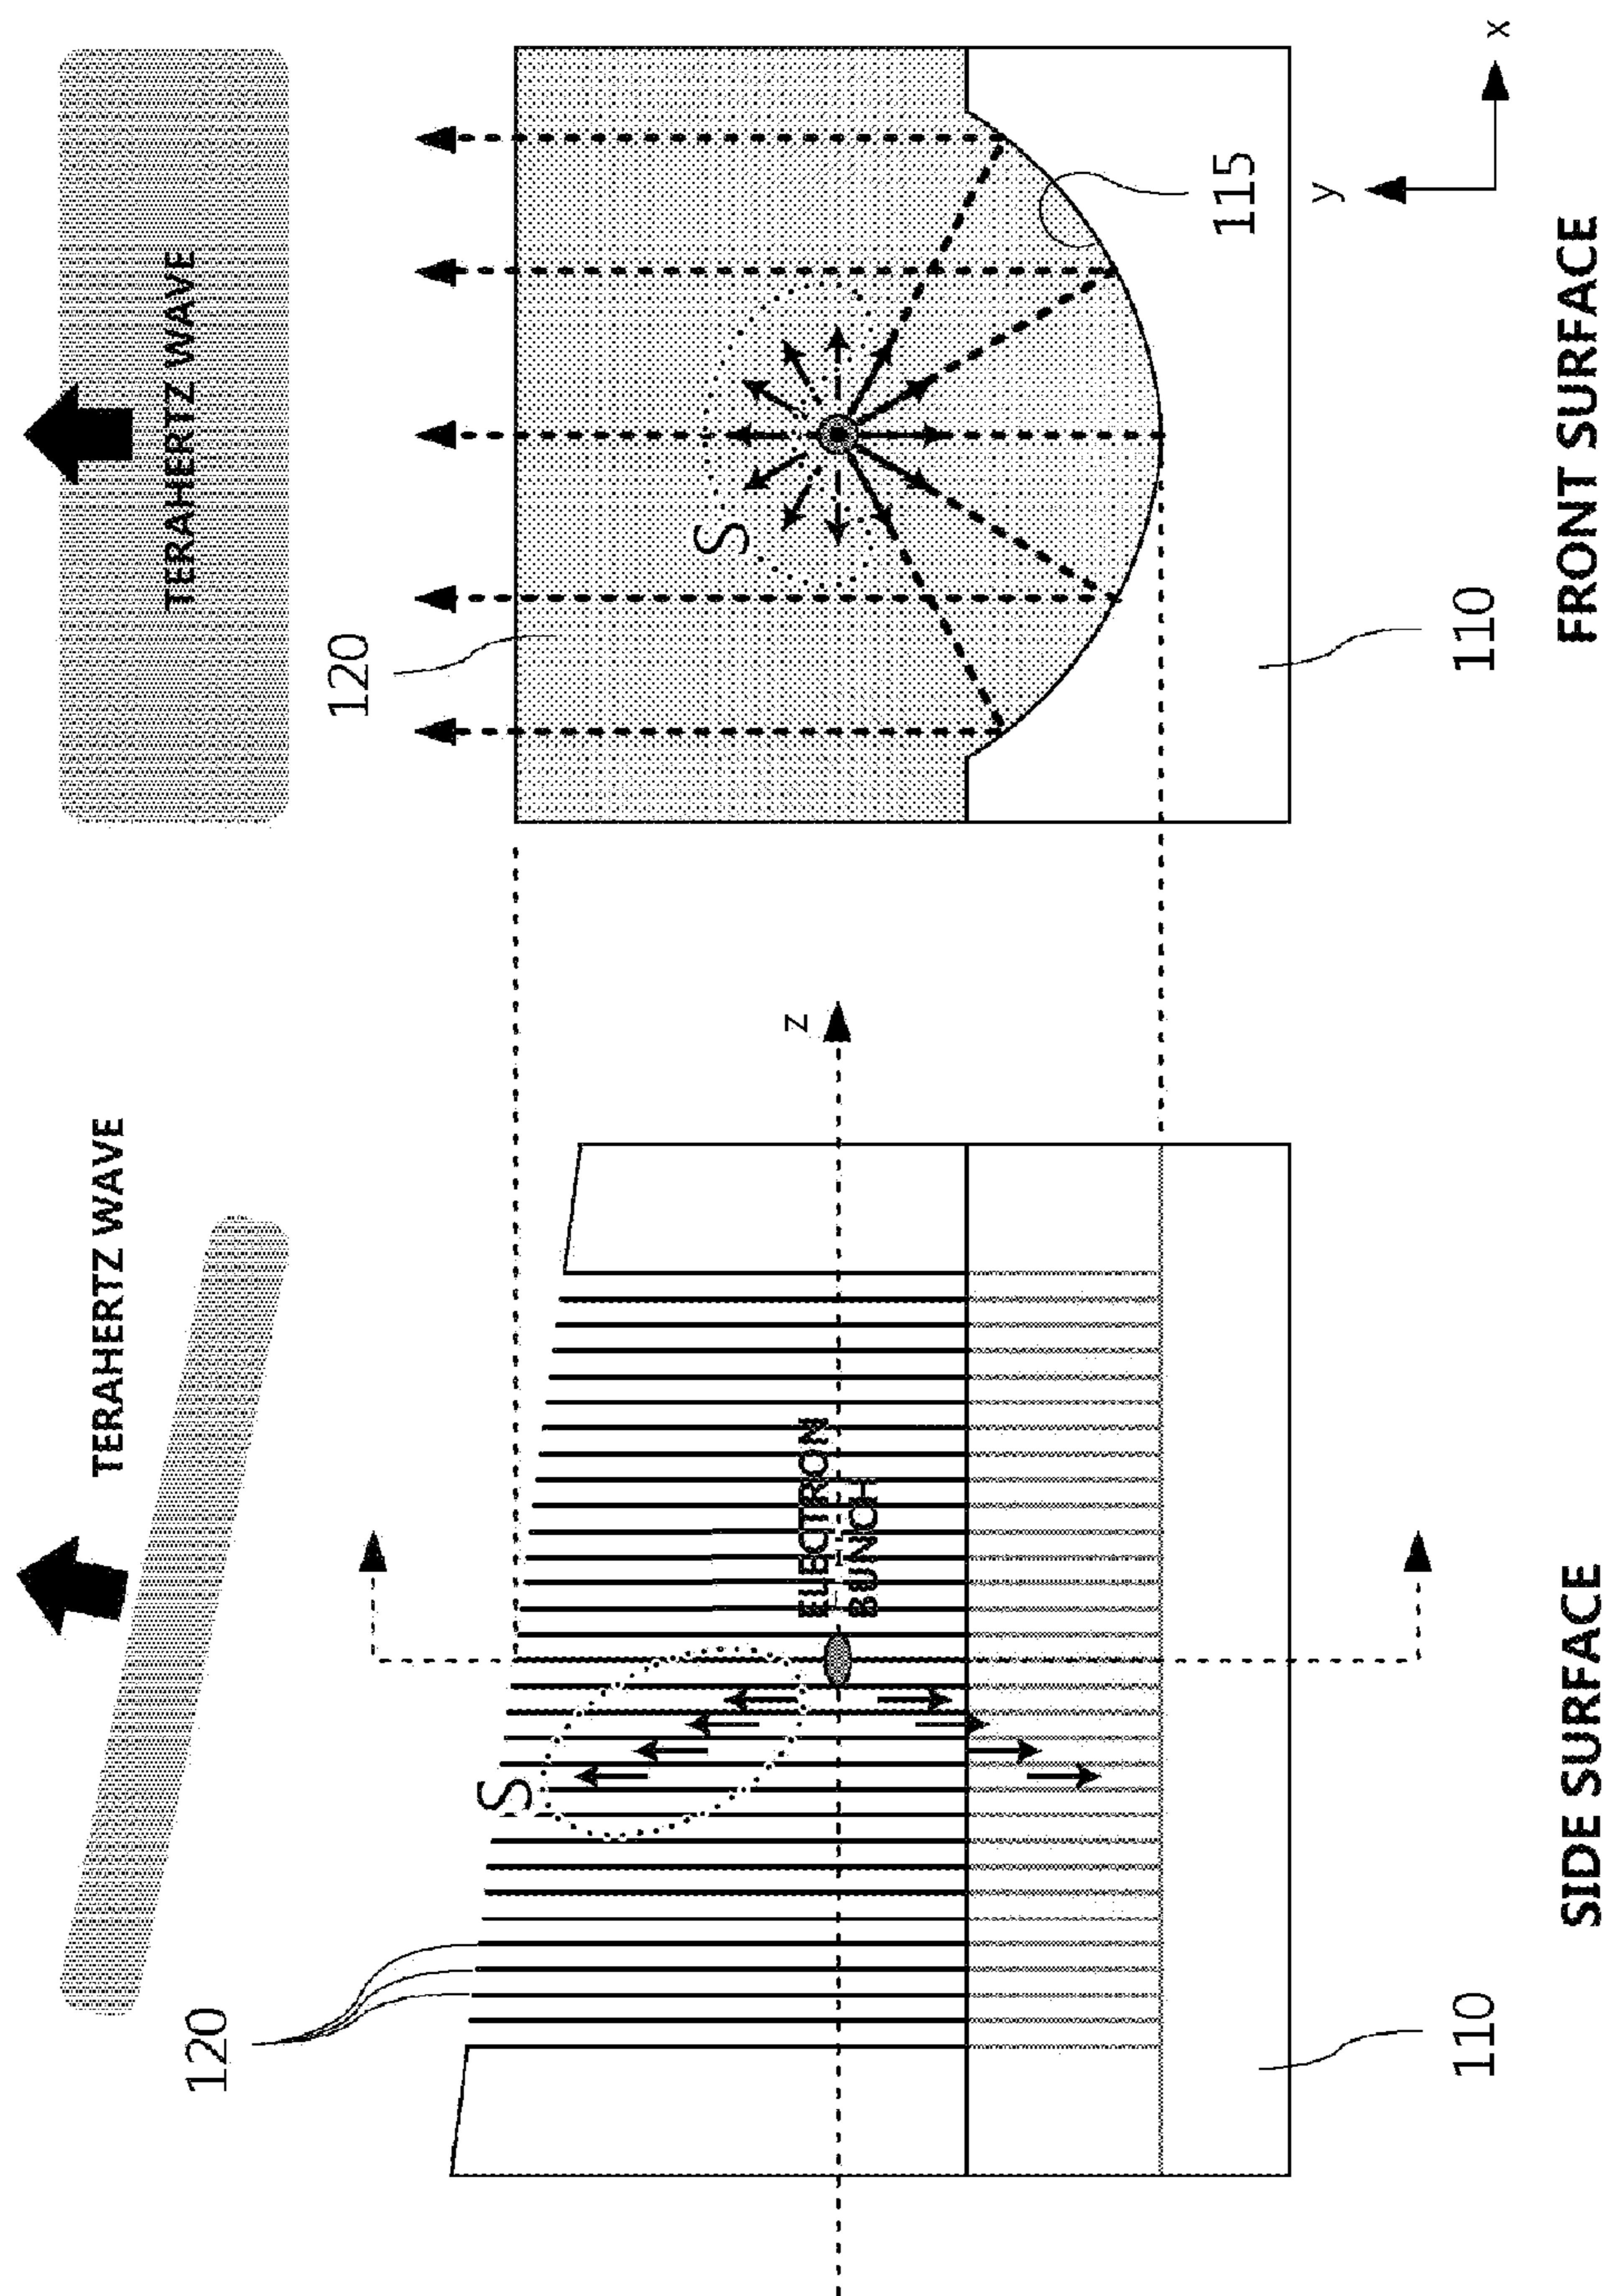 TERAHERTZ WAVE
120
S
z
ELECTRON
BUNCH
110
SIDE SURFACE
TERAHERTZ WAVE
120
S
115
y
x
110
FRONT SURFACE